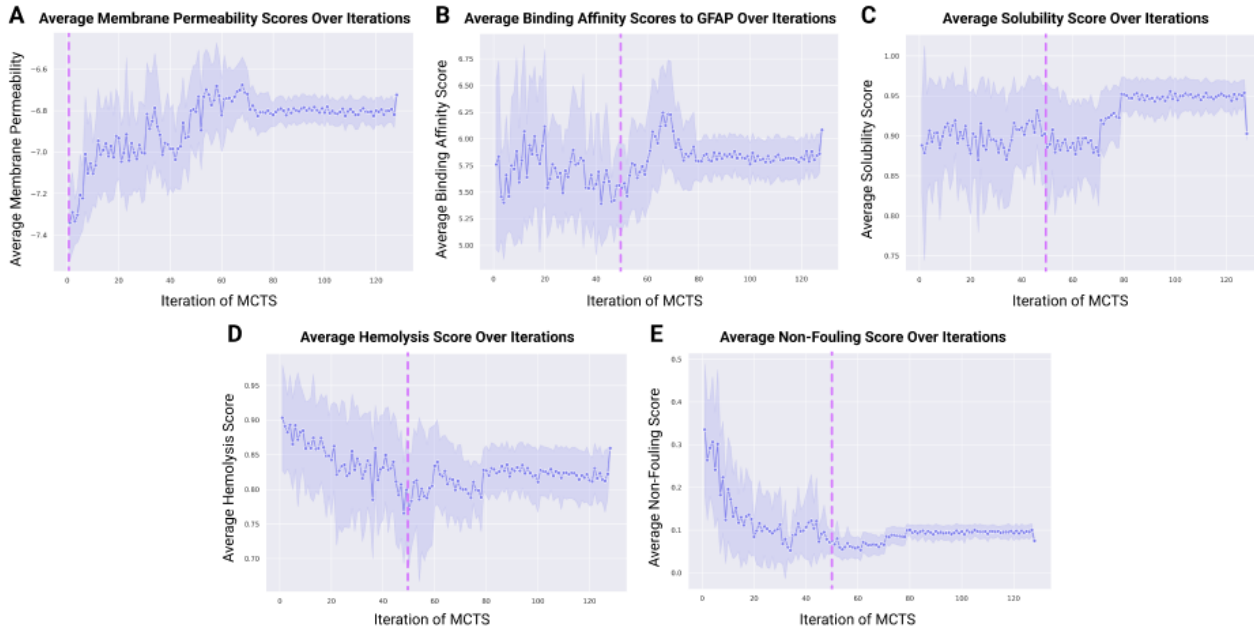 A
Average Membrane Permeability Scores Over Iterations
Average Membrane Permeability
−6.6
−6.8
−7.0
−7.2
−7.4
0 20 40 60 80 100 120
Iteration of MCTS
B
Average Binding Affinity Scores to GFAP Over Iterations
Average Binding Affinity Score
6.75
6.50
6.25
6.00
5.75
5.50
5.25
5.00
0 20 40 60 80 100 120
Iteration of MCTS
C
Average Solubility Score Over Iterations
Average Solubility Score
1.00
0.95
0.90
0.85
0.80
0.75
0 20 40 60 80 100 120
Iteration of MCTS
D
Average Hemolysis Score Over Iterations
Average Hemolysis Score
0.95
0.90
0.85
0.80
0.75
0.70
0 20 40 60 80 100 120
Iteration of MCTS
E
Average Non-Fouling Score Over Iterations
Average Non-Fouling Score
0.5
0.4
0.3
0.2
0.1
0.0
0 20 40 60 80 100 120
Iteration of MCTS